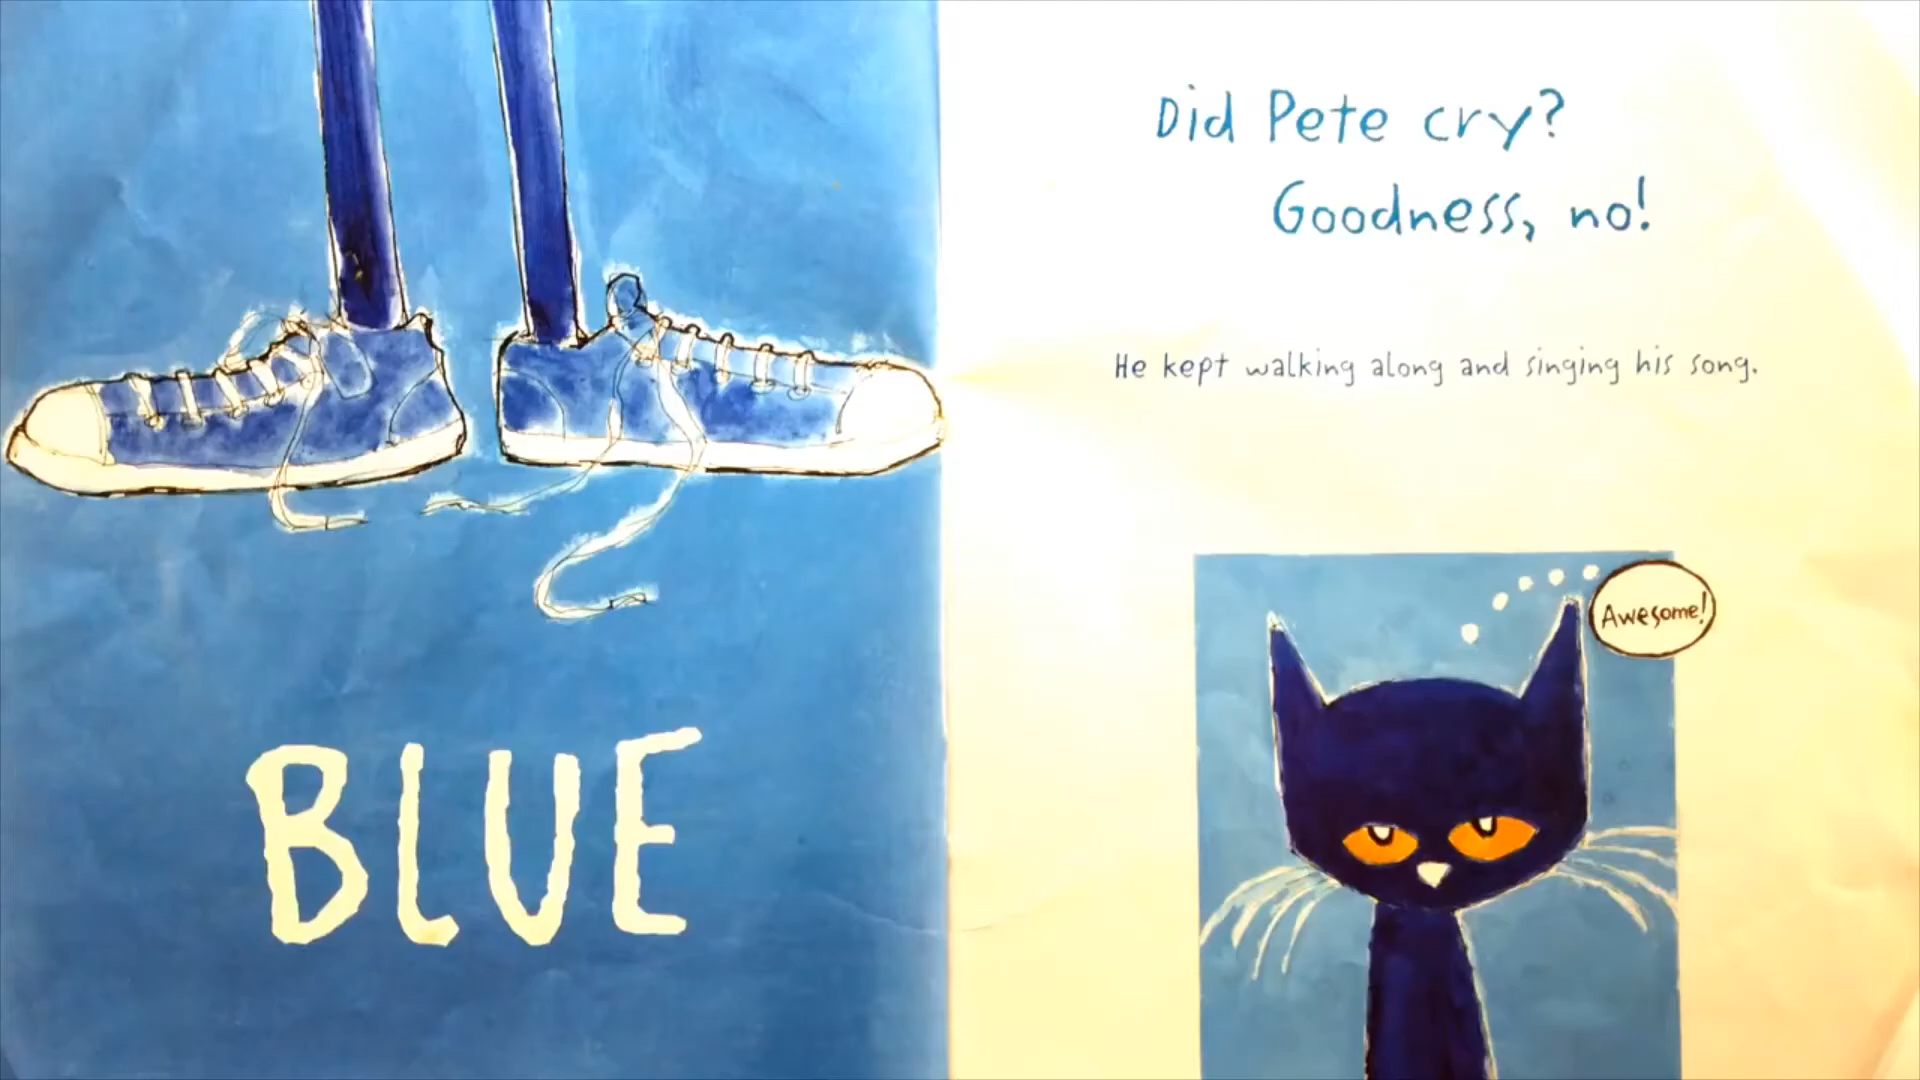 BLUE
Did Pete cry?
Goodness, no!
He kept walking along and singing his song.
Awesome!